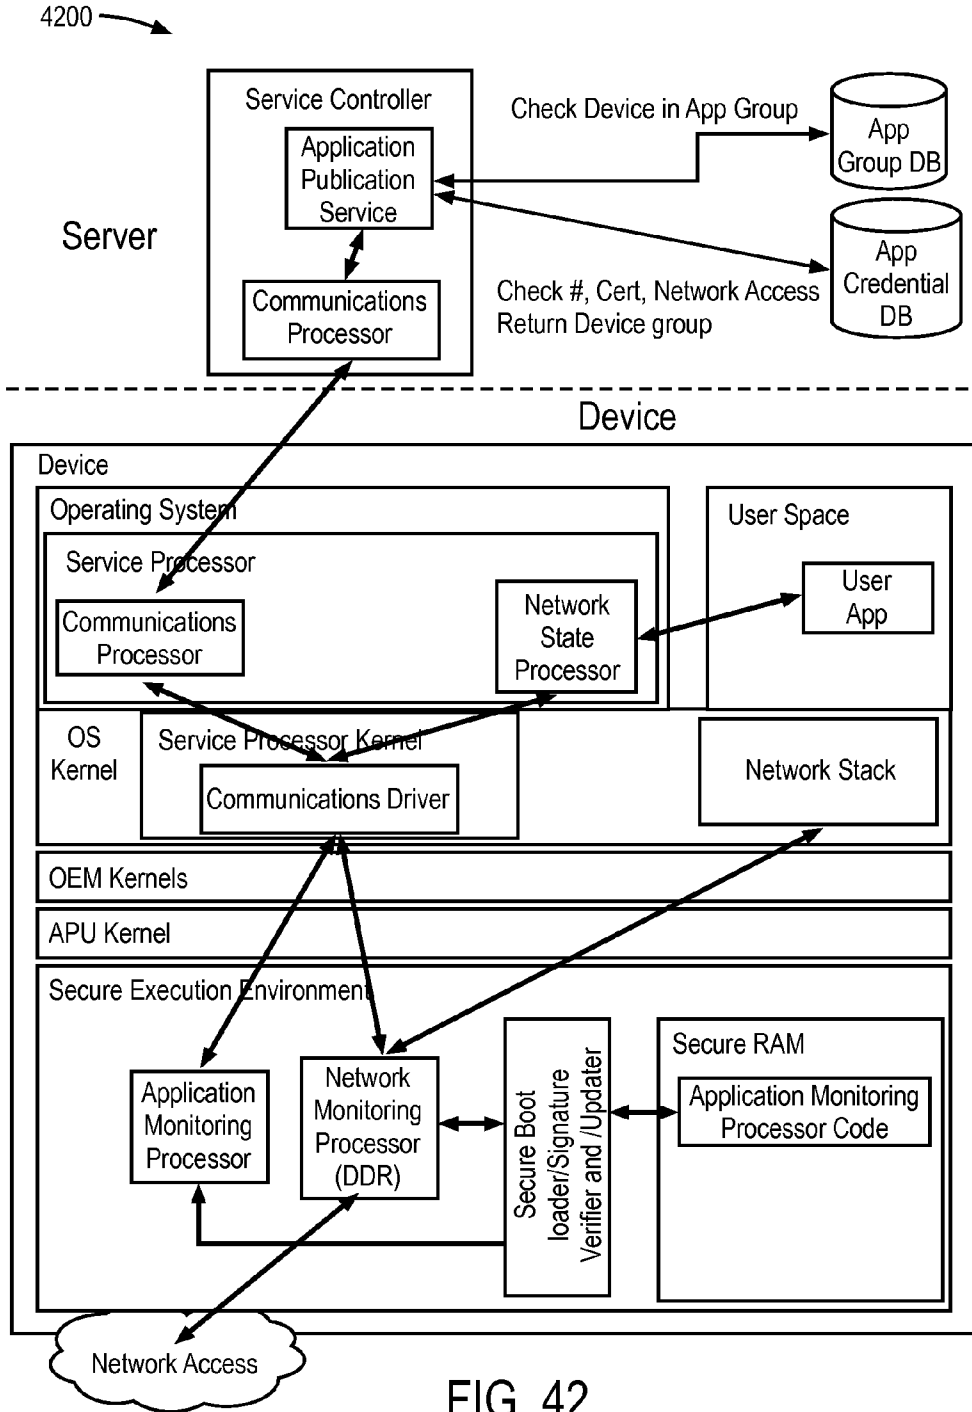 4200
Service Controller
Application
Publication
Service
Communications
Processor
Server
Check Device in App Group
App
Group DB
Check #, Cert, Network Access
Return Device group
App
Credential
DB
Device
Device
Operating System
Service Processor
Communications
Processor
Network
State
Processor
User Space
User
App
OS
Kernel
Service Processor Kernel
Communications Driver
Network Stack
OEM Kernels
APU Kernel
Secure Execution Environment
Application
Monitoring
Processor
Network
Monitoring
Processor
(DDR)
Secure Boot
loader/Signature
Verifier and /Updater
Secure RAM
Application Monitoring
Processor Code
Network Access
FIG. 42